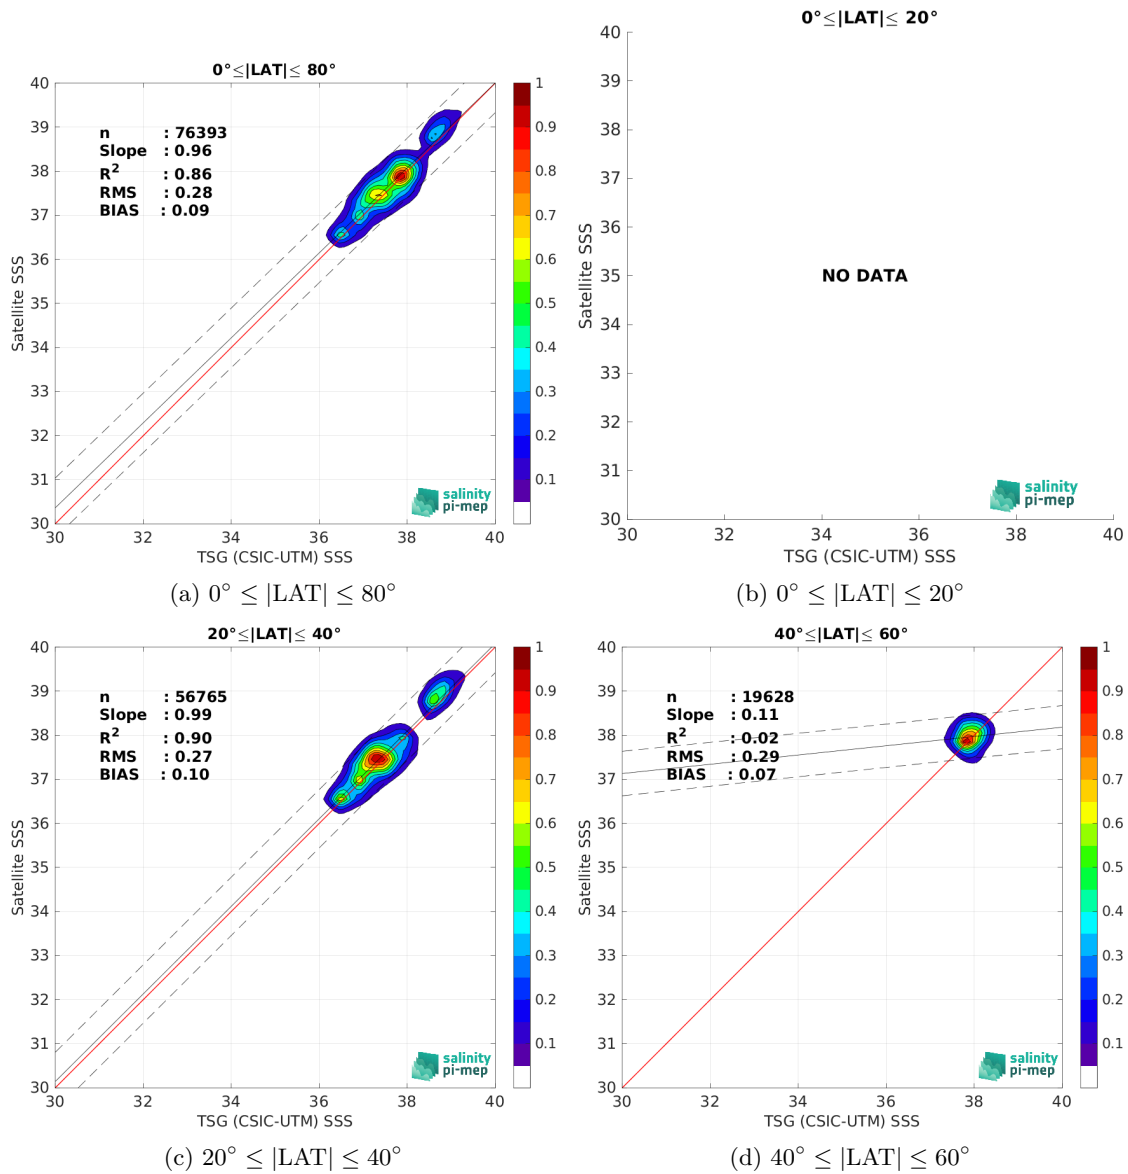 0°≤|LAT|≤ 80°
40
39
38
37
36
35
34
33
32
31
30
Satellite SSS
n : 76393
Slope : 0.96
R² : 0.86
RMS : 0.28
BIAS : 0.09
salinity
pi-mep
30 32 34 36 38 40
TSG (CSIC-UTM) SSS
1
0.9
0.8
0.7
0.6
0.5
0.4
0.3
0.2
0.1
(a) 0° ≤ |LAT| ≤ 80°
0°≤|LAT|≤ 20°
40
39
38
37
36
35
34
33
32
31
30
Satellite SSS
NO DATA
salinity
pi-mep
30 32 34 36 38 40
TSG (CSIC-UTM) SSS
(b) 0° ≤ |LAT| ≤ 20°
20°≤|LAT|≤ 40°
40
39
38
37
36
35
34
33
32
31
30
Satellite SSS
n : 56765
Slope : 0.99
R² : 0.90
RMS : 0.27
BIAS : 0.10
salinity
pi-mep
30 32 34 36 38 40
TSG (CSIC-UTM) SSS
1
0.9
0.8
0.7
0.6
0.5
0.4
0.3
0.2
0.1
(c) 20° ≤ |LAT| ≤ 40°
40°≤|LAT|≤ 60°
40
39
38
37
36
35
34
33
32
31
30
Satellite SSS
n : 19628
Slope : 0.11
R² : 0.02
RMS : 0.29
BIAS : 0.07
salinity
pi-mep
30 32 34 36 38 40
TSG (CSIC-UTM) SSS
1
0.9
0.8
0.7
0.6
0.5
0.4
0.3
0.2
0.1
(d) 40° ≤ |LAT| ≤ 60°